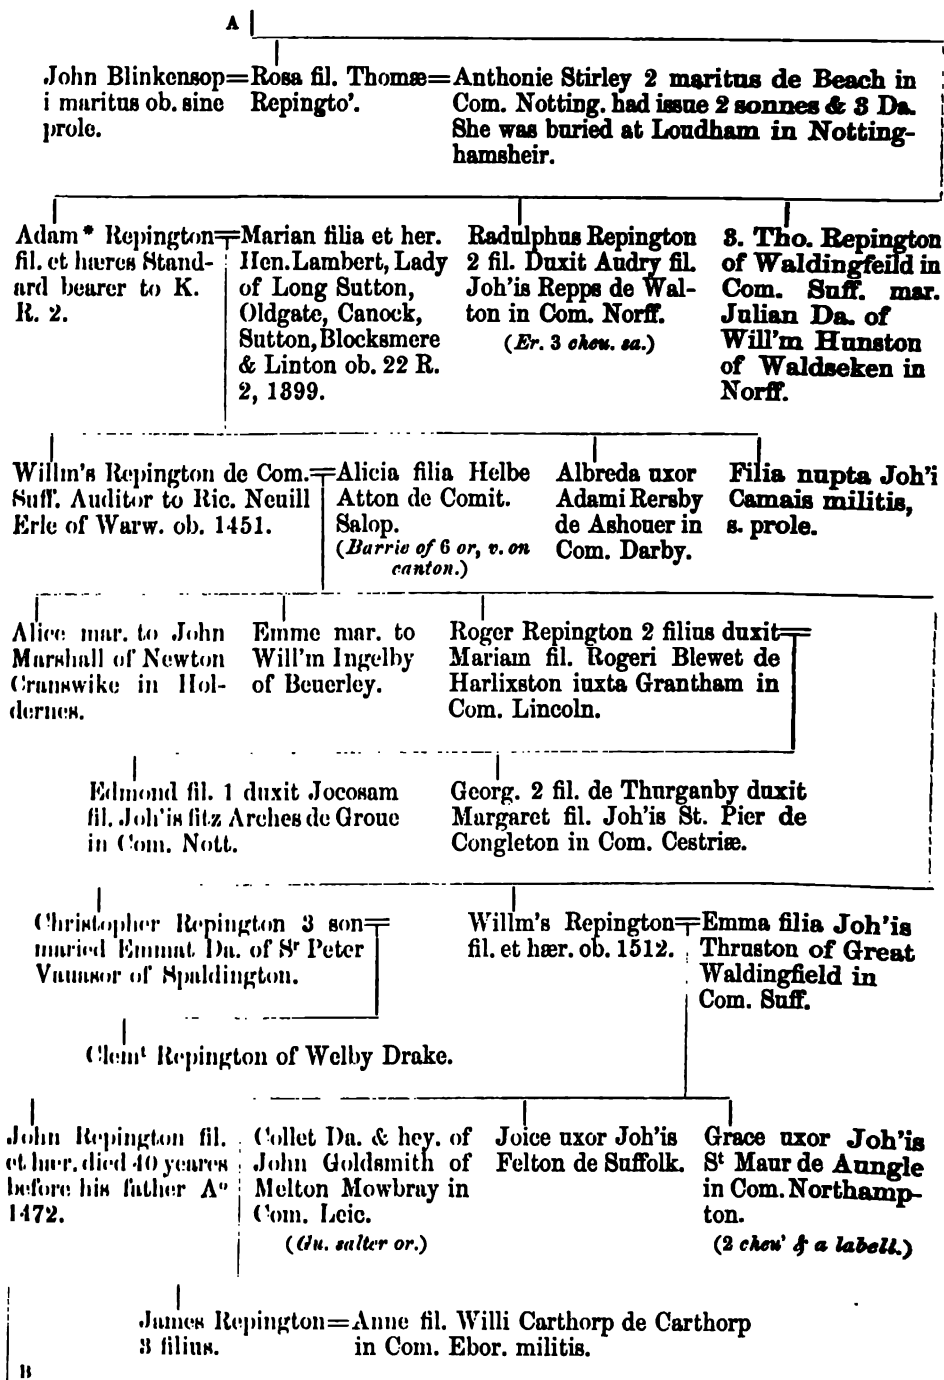 A
John Blinkensop=Rosa fil. Thomæ=Anthonie Stirley 2 maritus de Beach in
i maritus ob. sine Repingto'. Com. Notting. had issue 2 sonnes & 3 Da.
prole. She was buried at Loudham in Notting-
hamsheir.
Adam* Repington=
fil. et hæres Stand-
ard bearer to K.
R. 2.
Marian filia et her.
Hen. Lambert, Lady
of Long Sutton,
Oldgate, Canock,
Sutton, Blocksmere
& Linton ob. 22 R.
2, 1399.
Radulphus Repington
2 fil. Duxit Audry fil.
Joh'is Repps de Wal-
ton in Com. Norff.
(Er. 3 cheu. sa.)
3. Tho. Repington
of Waldingfeild in
Com. Suff. mar.
Julian Da. of
Will'm Hunston
of Waldseken in
Norff.
Willm's Repington de Com.=
Suff. Auditor to Ric. Neuill
Erle of Warw. ob. 1451.
Alicia filia Helbe
Atton de Comit.
Salop.
(Barrie of 6 or, v. on
canton.)
Albreda uxor
Adami Rersby
de Ashouer in
Com. Darby.
Filia nupta Joh'i
Camais militis,
s. prole.
Alice mar. to John
Marshall of Newton
Cranswike in Hol-
dernes.
Emme mar. to
Will'm Ingelby
of Beuerley.
Roger Repington 2 filius duxit=
Mariam fil. Rogeri Blewet de
Harlixston iuxta Grantham in
Com. Lincoln.
Edmond fil. 1 duxit Jocosam
fil. Joh'is fitz Arches de Groue
in Com. Nott.
Georg. 2 fil. de Thurganby duxit
Margaret fil. Joh'is St. Pier de
Congleton in Com. Cestriæ.
Christopher Repington 3 son=
maried Emmat Da. of Sr Peter
Vauasor of Spaldington.
Willm's Repington=
fil. et hær. ob. 1512.
Emma filia Joh'is
Thruston of Great
Waldingfield in
Com. Suff.
Clemt Repington of Welby Drake.
John Repington fil.
et hær. died 40 yeares
before his father Ao
1472.
Collet Da. & hey. of
John Goldsmith of
Melton Mowbray in
Com. Leic.
(Gu. salter or.)
Joice uxor Joh'is
Felton de Suffolk.
Grace uxor Joh'is
St Maur de Aungle
in Com. Northamp-
ton.
(2 cheu' & a labell.)
James Repington=Anne fil. Willi Carthorp de Carthorp
3 filius. in Com. Ebor. militis.
B